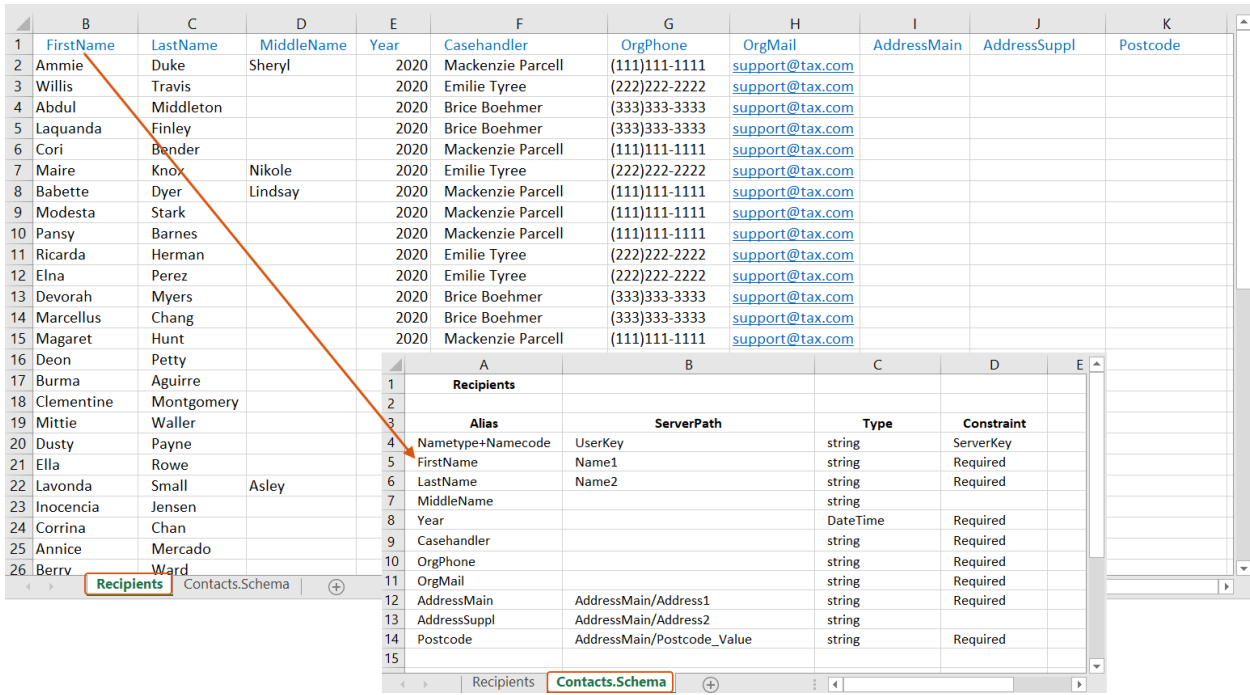 B C D E F G H I J K
1 FirstName LastName MiddleName Year Casehandler OrgPhone OrgMail AddressMain AddressSuppl Postcode
2 Ammie Duke Sheryl 2020 Mackenzie Parcell (111)111-1111 support@tax.com
3 Willis Travis 2020 Emilie Tyree (222)222-2222 support@tax.com
4 Abdul Middleton 2020 Brice Boehmer (333)333-3333 support@tax.com
5 Laquanda Finley 2020 Brice Boehmer (333)333-3333 support@tax.com
6 Cori Bender 2020 Mackenzie Parcell (111)111-1111 support@tax.com
7 Maire Knox Nikole 2020 Emilie Tyree (222)222-2222 support@tax.com
8 Babette Dyer Lindsay 2020 Mackenzie Parcell (111)111-1111 support@tax.com
9 Modesta Stark 2020 Mackenzie Parcell (111)111-1111 support@tax.com
10 Pansy Barnes 2020 Mackenzie Parcell (111)111-1111 support@tax.com
11 Ricarda Herman 2020 Emilie Tyree (222)222-2222 support@tax.com
12 Elna Perez 2020 Emilie Tyree (222)222-2222 support@tax.com
13 Devorah Myers 2020 Brice Boehmer (333)333-3333 support@tax.com
14 Marcellus Chang 2020 Brice Boehmer (333)333-3333 support@tax.com
15 Magaret Hunt 2020 Mackenzie Parcell (111)111-1111 support@tax.com
16 Deon Petty
17 Burma Aguirre
18 Clementine Montgomery
19 Mittie Waller
20 Dusty Payne
21 Ella Rowe
22 Lavonda Small Asley
23 Inocencia Jensen
24 Corrina Chan
25 Annice Mercado
26 Berry Ward
Recipients Contacts.Schema
A B C D E
1 Recipients
2
3 Alias ServerPath Type Constraint
4 Nametype+Namecode UserKey string ServerKey
5 FirstName Name1 string Required
6 LastName Name2 string Required
7 MiddleName string
8 Year DateTime Required
9 Casehandler string Required
10 OrgPhone string Required
11 OrgMail string Required
12 AddressMain AddressMain/Address1 string Required
13 AddressSuppl AddressMain/Address2 string
14 Postcode AddressMain/Postcode_Value string Required
15
Recipients Contacts.Schema